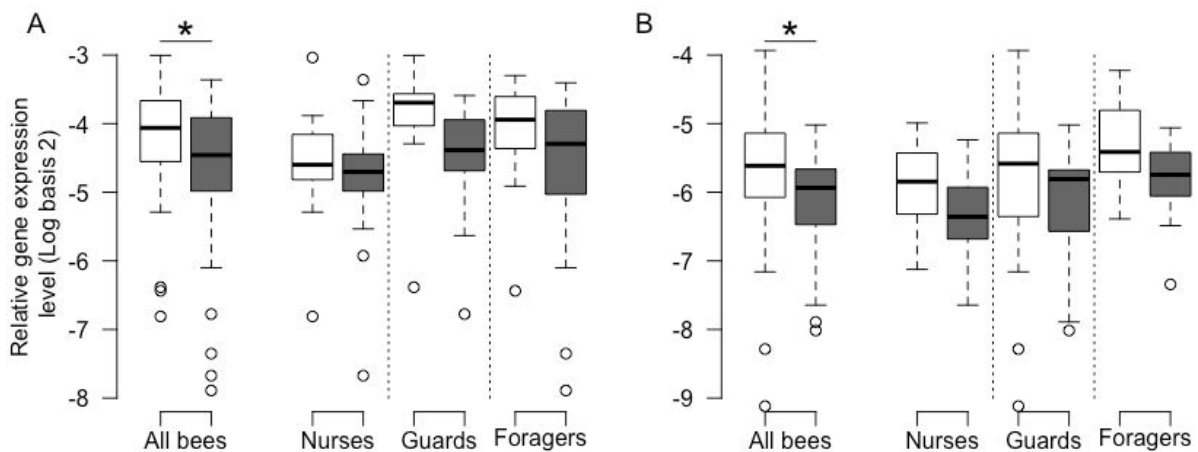 A
*
Relative gene expression
level (Log basis 2)
-3
-4
-5
-6
-7
-8
All bees
Nurses
Guards
Foragers
B
*
-4
-5
-6
-7
-8
-9
All bees
Nurses
Guards
Foragers